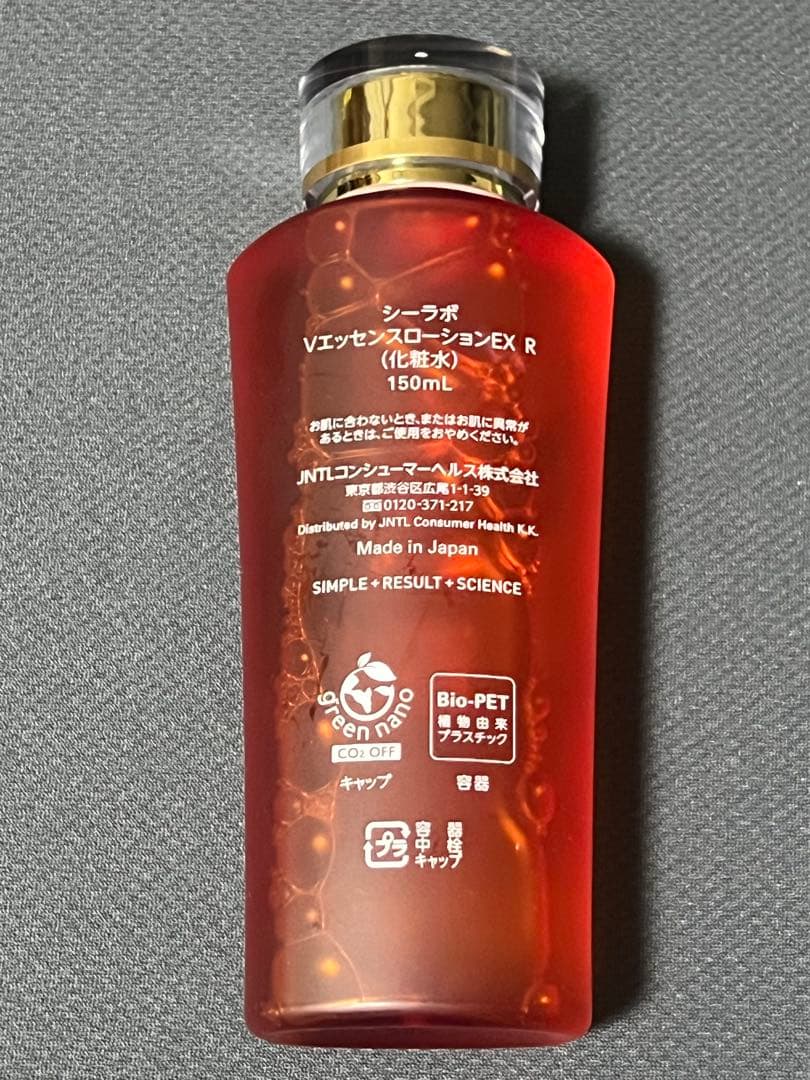 シーラボ
VエッセンスローションEX R
(化粧水)
150mL
お肌に合わないとき、またはお肌に異常が
あるときは、ご使用をおやめください。
JNTLコンシューマーヘルス株式会社
東京都渋谷区広尾1-1-39
0120-371-217
Distributed by JNTL Consumer Health K.K.
Made in Japan
SIMPLE+RESULT+SCIENCE
green nano
CO₂ OFF
キャップ
Bio-PET
植物由来
プラスチック
容器
プラ
容器
中栓
キャップ